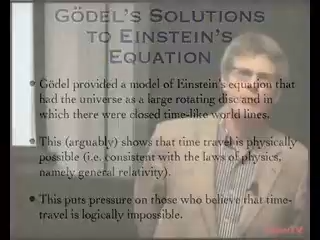 Gödel's Solutions
to Einstein's
Equation
• Gödel provided a model of Einstein's equation that
had the universe as a large rotating disc and in
which there were closed time-like world lines.
• This (arguably) shows that time travel is physically
possible (i.e. consistent with the laws of physics,
namely general relativity).
• This puts pressure on those who believe that time-
travel is logically impossible.